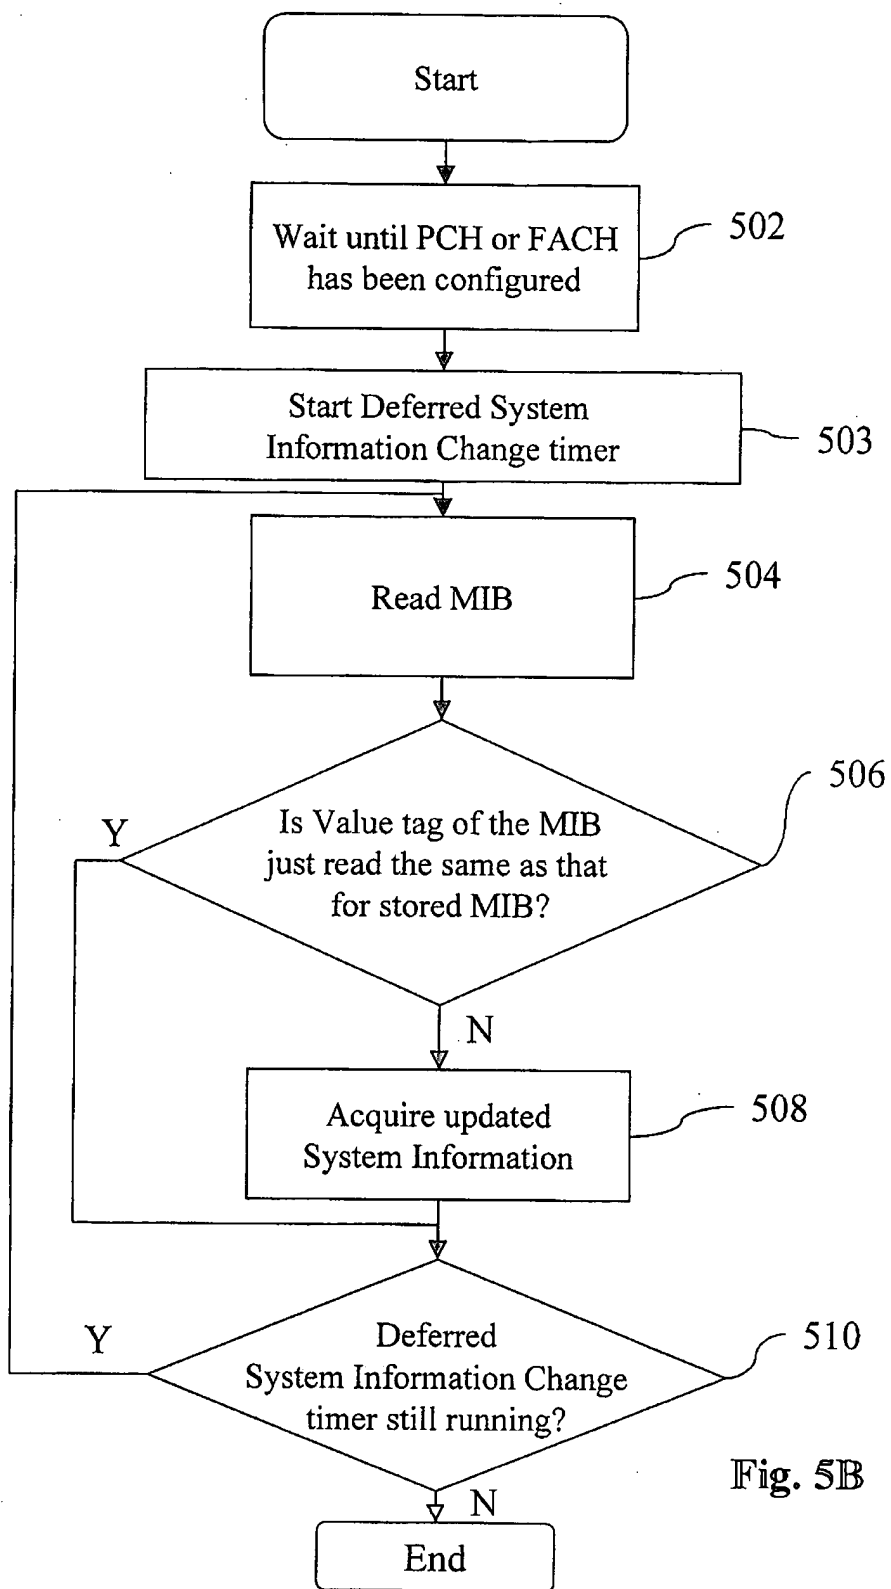 Start
Wait until PCH or FACH
has been configured
502
Start Deferred System
Information Change timer
503
Read MIB
504
Is Value tag of the MIB
just read the same as that
for stored MIB?
506
Y
N
Acquire updated
System Information
508
Deferred
System Information Change
timer still running?
510
Y
N
End
Fig. 5B